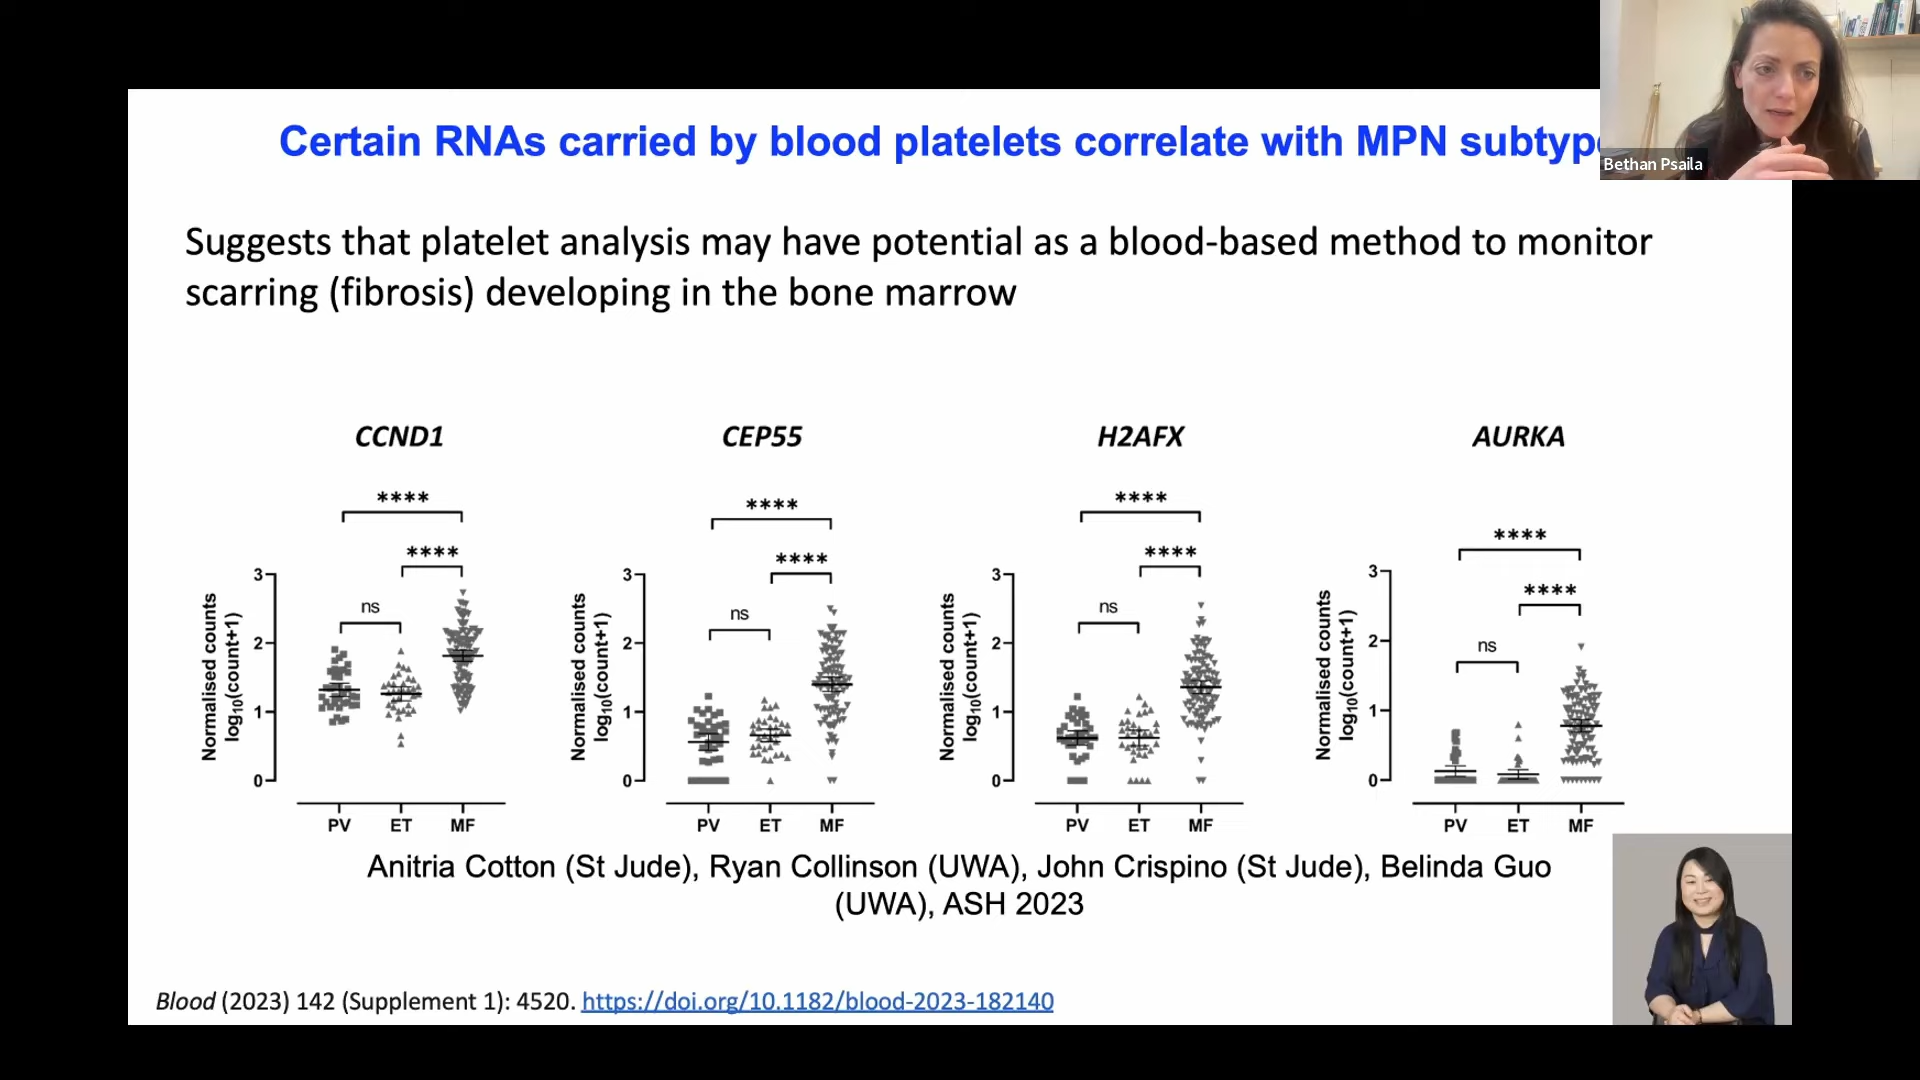 Certain RNAs carried by blood platelets correlate with MPN
Bethan Psaila
Suggests that platelet analysis may have potential as a blood-based method to monitor
scarring (fibrosis) developing in the bone marrow
CCND1
CEP55
H2AFX
AURKA
****
****
ns
Normalised counts
log10(count+1)
3
2
1
0
PV ET MF
****
****
ns
Normalised counts
log10(count+1)
3
2
1
0
PV ET MF
****
****
ns
Normalised counts
log10(count+1)
3
2
1
0
PV ET MF
****
****
ns
Normalised counts
log10(count+1)
3
2
1
0
PV ET MF
Anitria Cotton (St Jude), Ryan Collinson (UWA), John Crispino (St Jude), Belinda Guo
(UWA), ASH 2023
Blood (2023) 142 (Supplement 1): 4520. https://doi.org/10.1182/blood-2023-182140